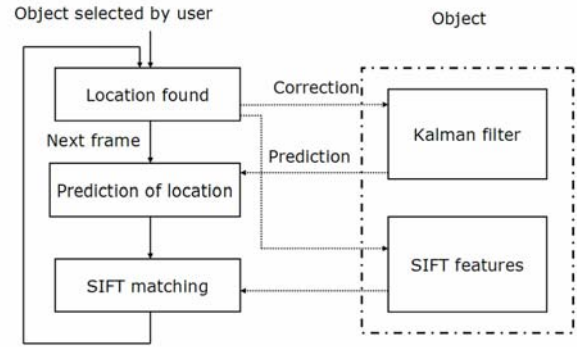 Object selected by user
Object
Location found
Correction
Kalman filter
Next frame
Prediction
Prediction of location
SIFT features
SIFT matching